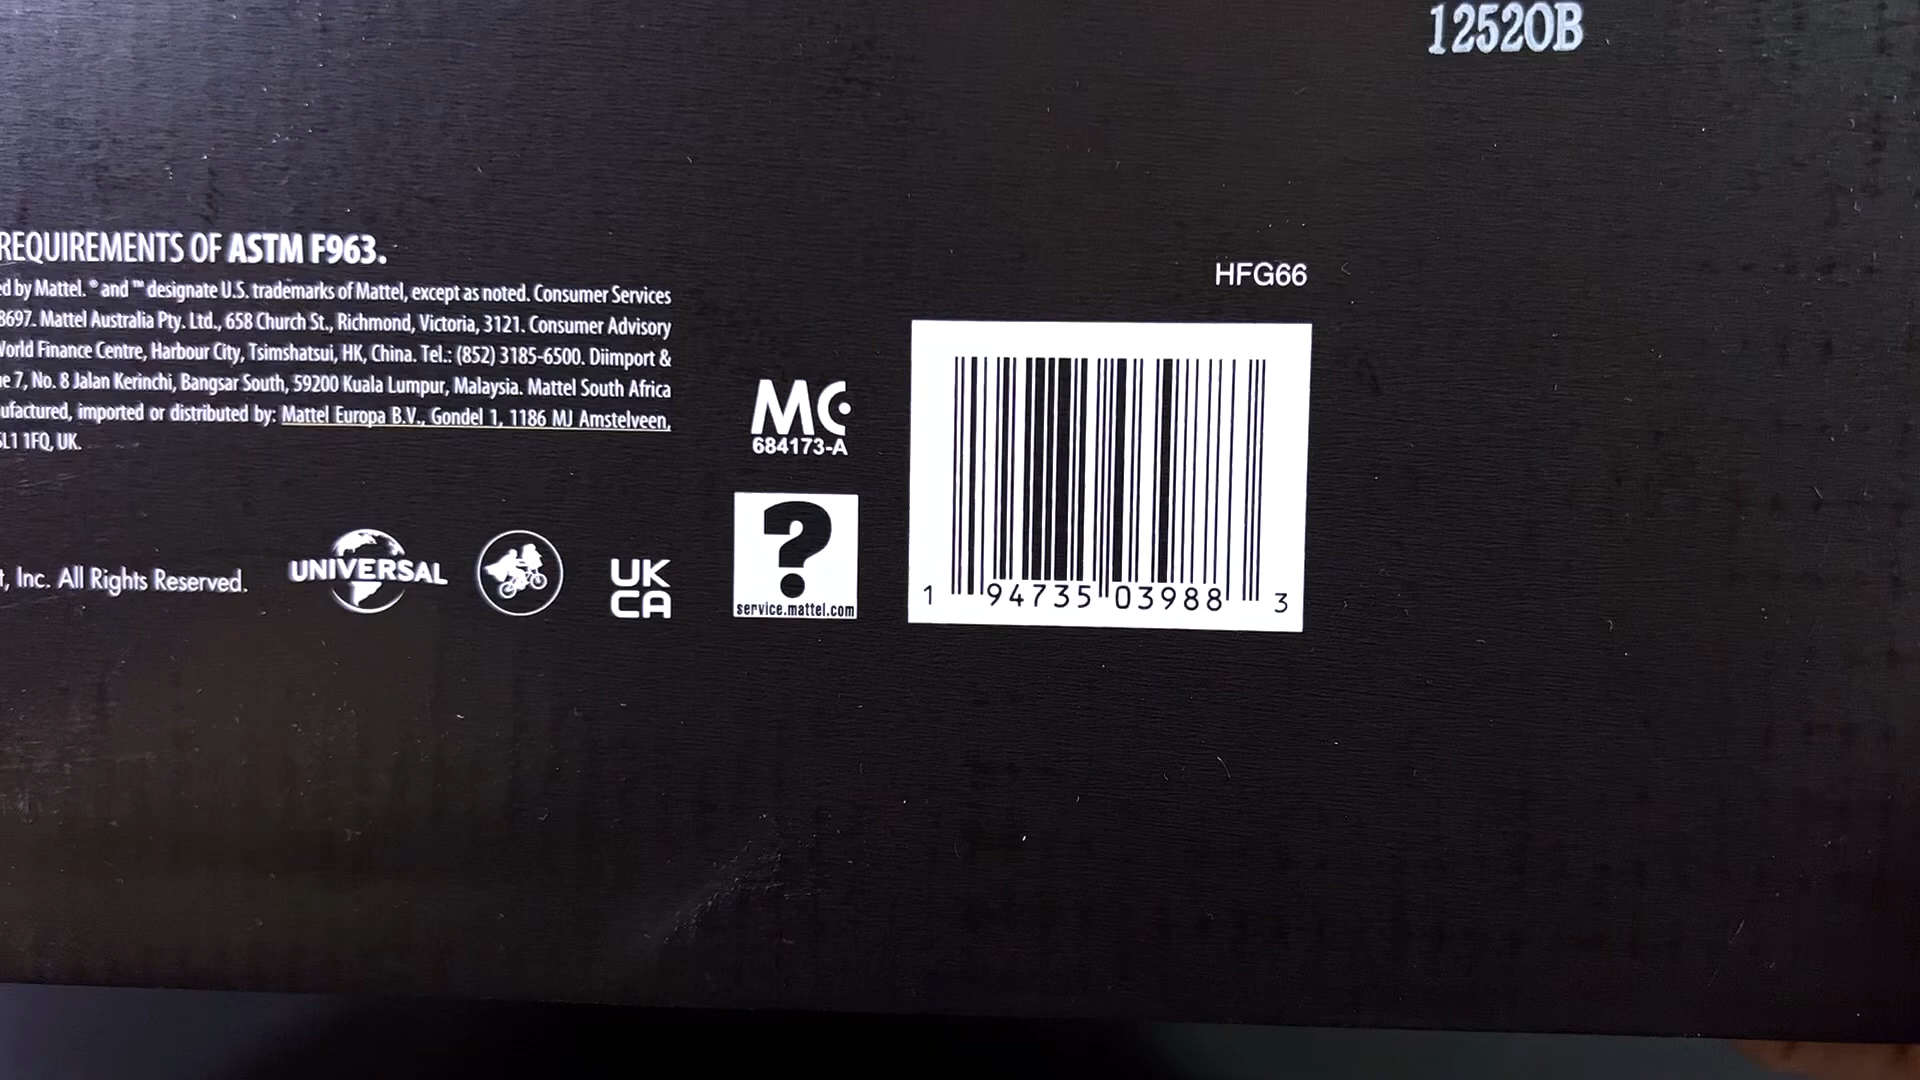 12520B
REQUIREMENTS OF ASTM F963.
HFG66
ed by Mattel. ® and ™ designate U.S. trademarks of Mattel, except as noted. Consumer Services
8697. Mattel Australia Pty. Ltd., 658 Church St., Richmond, Victoria, 3121. Consumer Advisory
World Finance Centre, Harbour City, Tsimshatsui, HK, China. Tel.: (852) 3185-6500. Diimport &
e 7, No. 8 Jalan Kerinchi, Bangsar South, 59200 Kuala Lumpur, Malaysia. Mattel South Africa
ufactured, imported or distributed by: Mattel Europa B.V., Gondel 1, 1186 MJ Amstelveen,
SL1 1FQ, UK.
MC
684173-A
t, Inc. All Rights Reserved.
UNIVERSAL
UK
CA
?
service.mattel.com
1 94735 03988 3